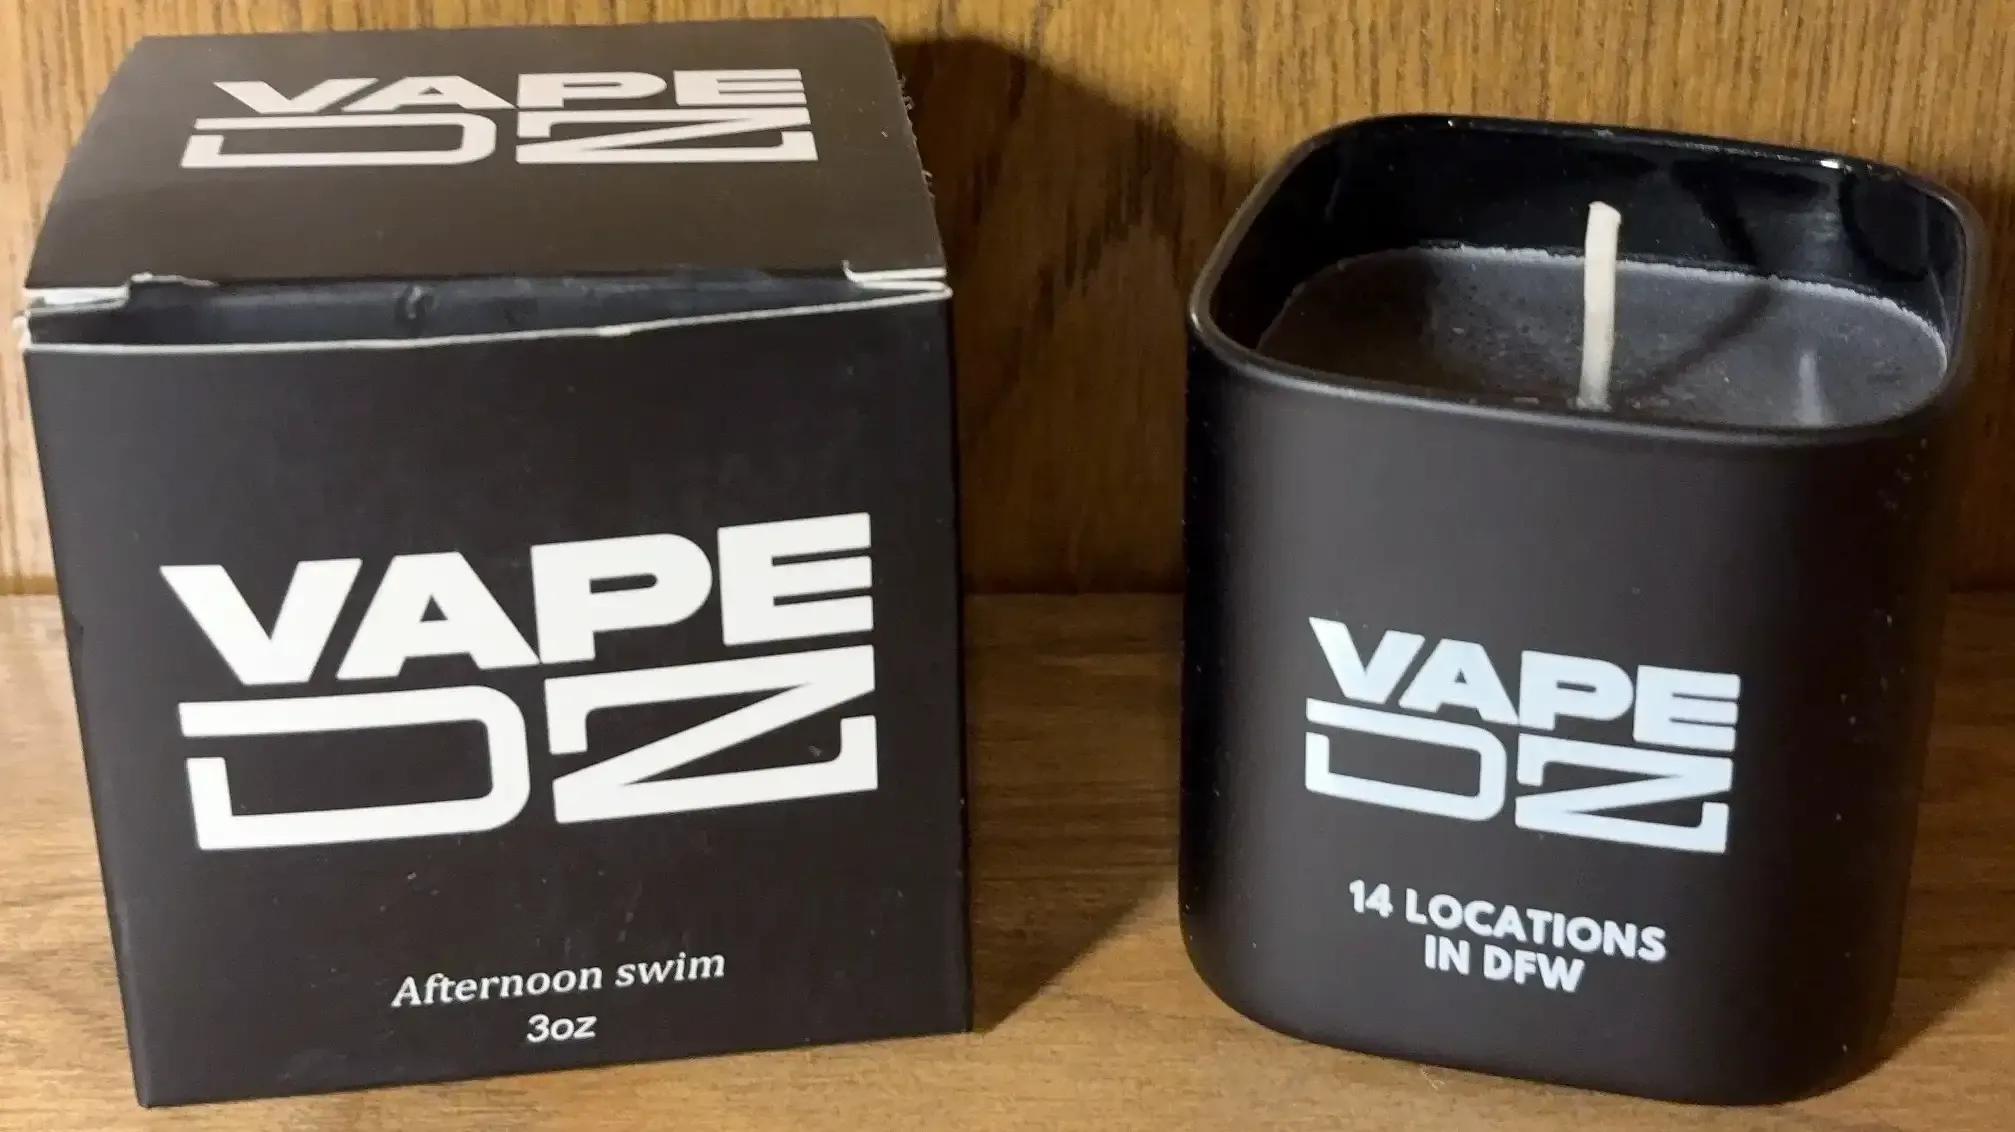 VAPE
DZ
VAPE
DZ
Afternoon swim
3oz
VAPE
DZ
14 LOCATIONS
IN DFW